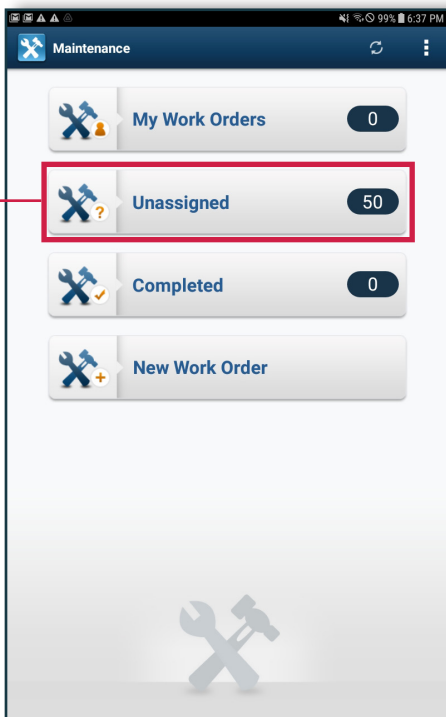 99% 6:37 PM
Maintenance
My Work Orders 0
? Unassigned 50
Completed 0
+ New Work Order